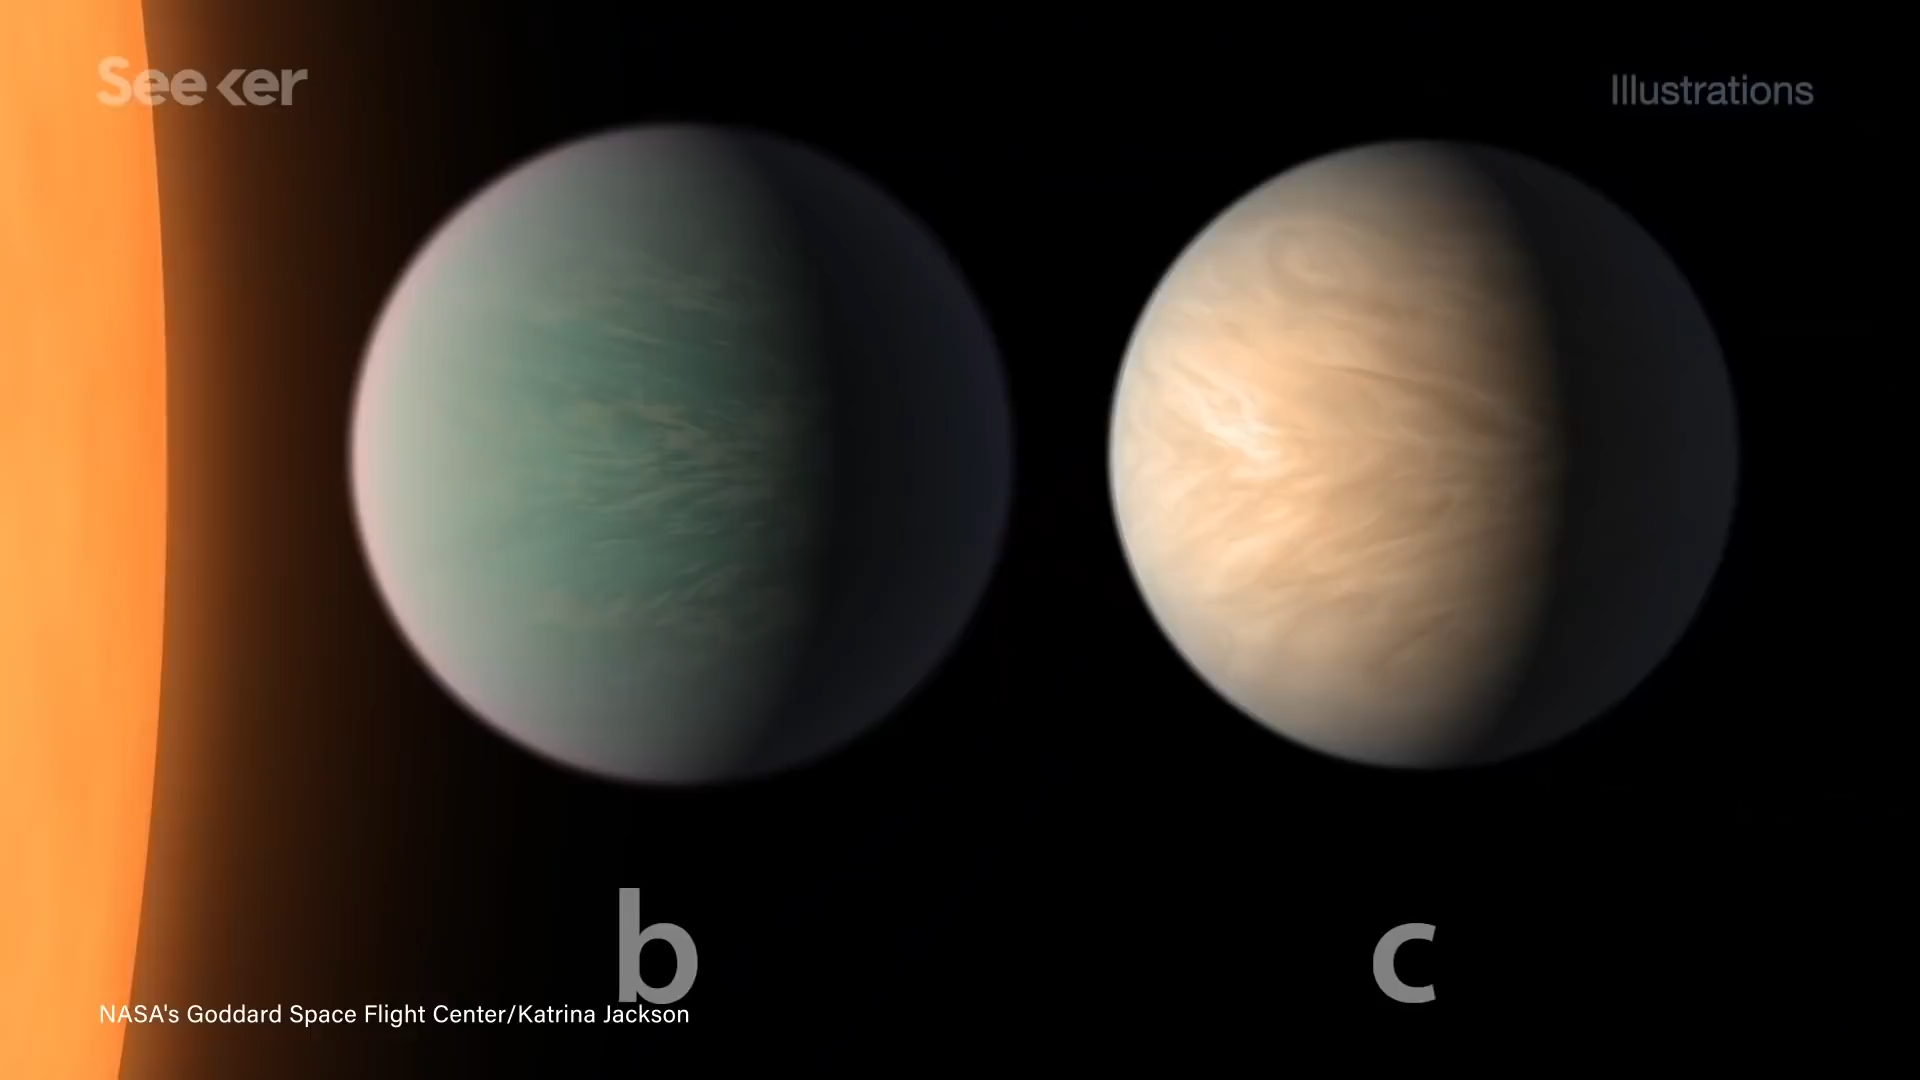 Seeker
Illustrations
b
c
NASA's Goddard Space Flight Center/Katrina Jackson